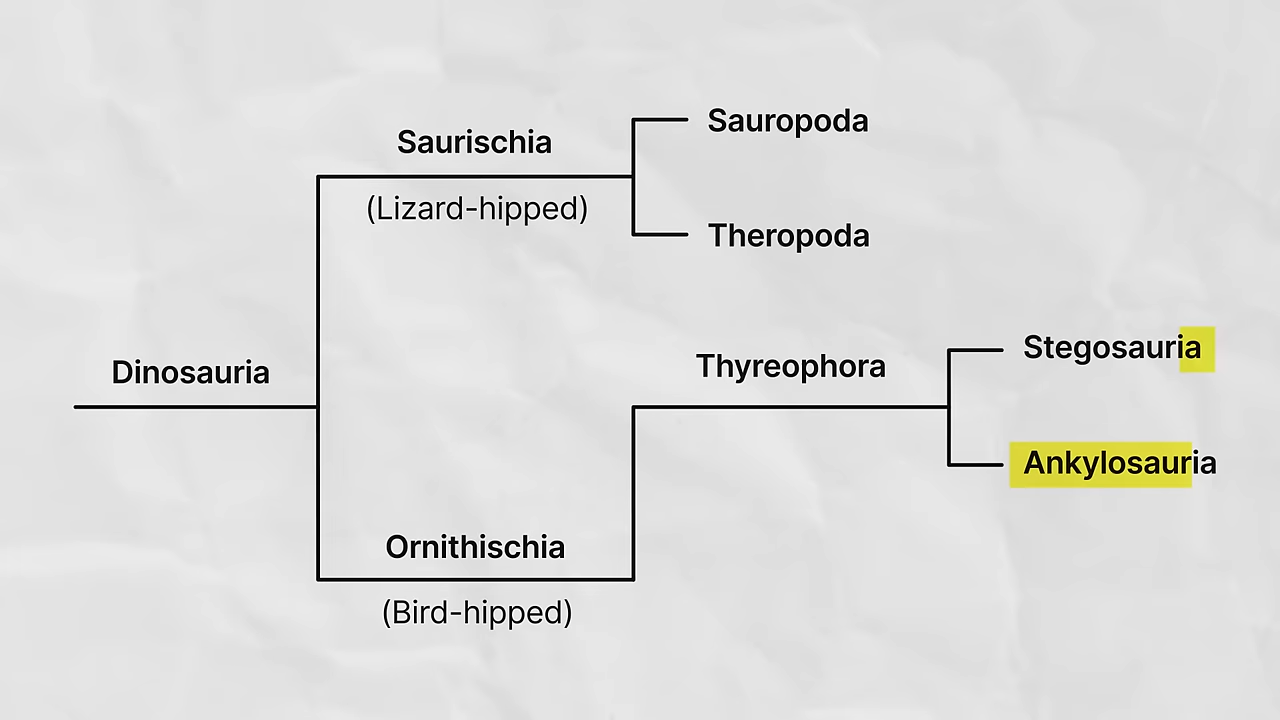 Sauropoda
Saurischia
(Lizard-hipped)
Theropoda
Stegosauria
Thyreophora
Dinosauria
Ankylosauria
Ornithischia
(Bird-hipped)